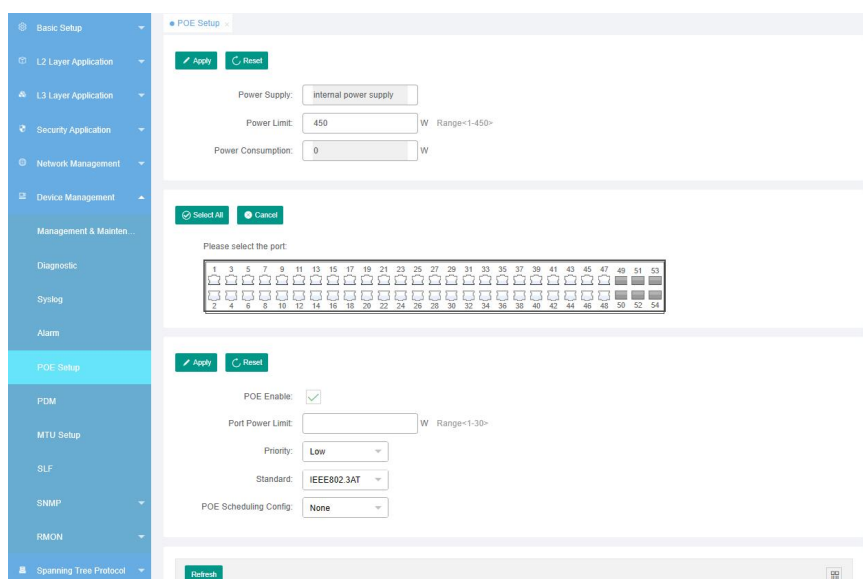 Basic Setup
L2 Layer Application
L3 Layer Application
Security Application
Network Management
Device Management
Management & Mainten...
Diagnostic
Syslog
Alarm
POE Setup
PDM
MTU Setup
SLF
SNMP
RMON
Spanning Tree Protocol
POE Setup
Apply Reset
Power Supply: internal power supply
Power Limit: 450 W Range<1-450>
Power Consumption: 0 W
Select All Cancel
Please select the port:
1 3 5 7 9 11 13 15 17 19 21 23 25 27 29 31 33 35 37 39 41 43 45 47 49 51 53
2 4 6 8 10 12 14 16 18 20 22 24 26 28 30 32 34 36 38 40 42 44 46 48 50 52 54
Apply Reset
POE Enable:
Port Power Limit: W Range<1-30>
Priority: Low
Standard: IEEE802.3AT
POE Scheduling Config: None
Refresh